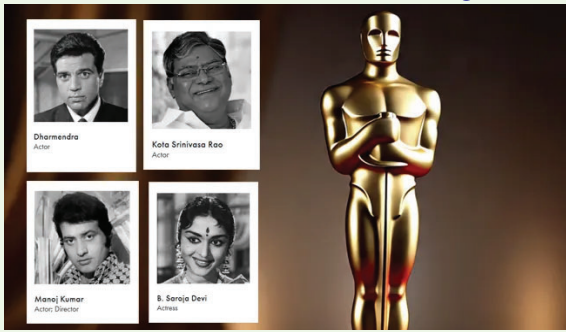 Dharmendra
Actor
Kota Srinivasa Rao
Actor
Manoj Kumar
Actor; Director
B. Saroja Devi
Actress